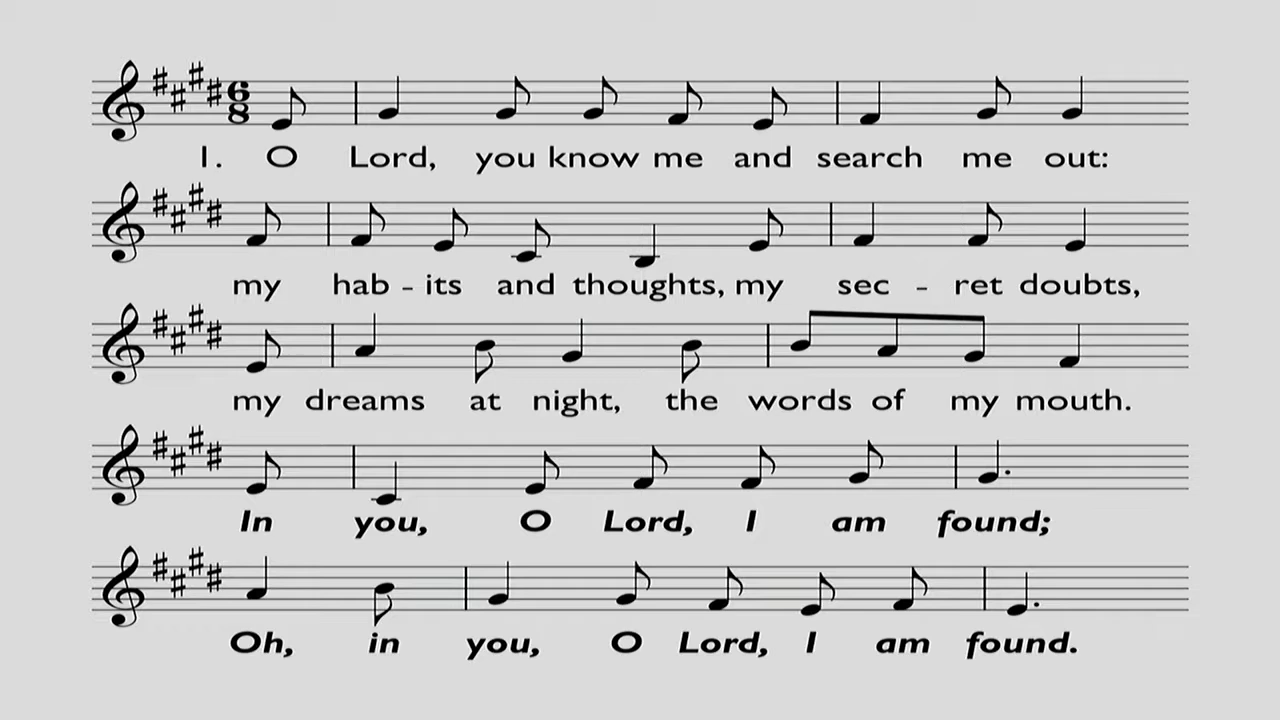 6
8
1. O Lord, you know me and search me out:
my hab - its and thoughts, my sec - ret doubts,
my dreams at night, the words of my mouth.
In you, O Lord, I am found;
Oh, in you, O Lord, I am found.